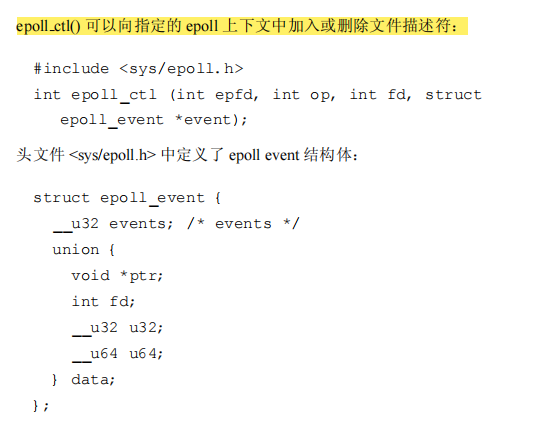 epoll_ctl() 可以向指定的 epoll 上下文中加入或删除文件描述符：
#include <sys/epoll.h>
int epoll_ctl (int epfd, int op, int fd, struct
epoll_event *event);
头文件 <sys/epoll.h> 中定义了 epoll event 结构体：
struct epoll_event {
__u32 events; /* events */
union {
void *ptr;
int fd;
__u32 u32;
__u64 u64;
} data;
};